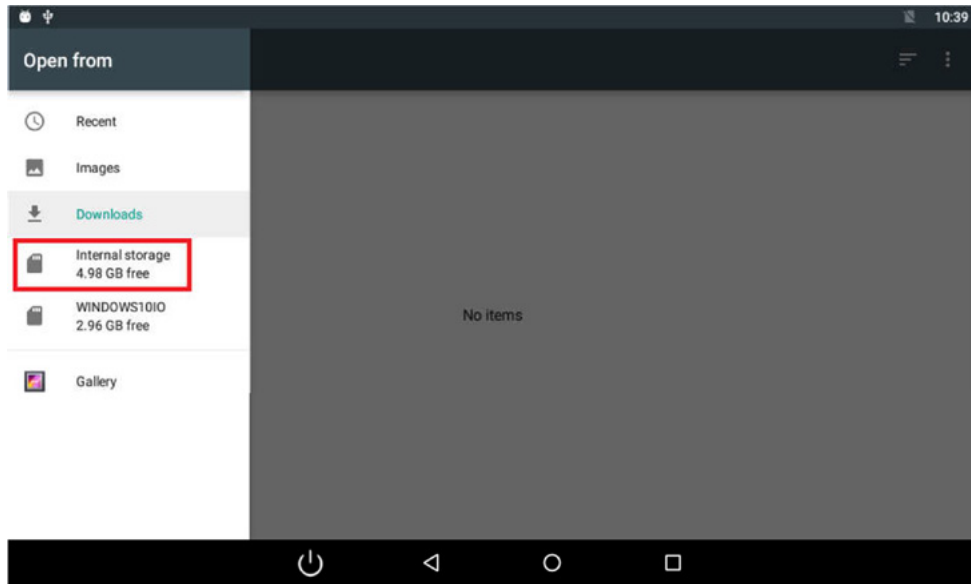 10:39
Open from
Recent
Images
Downloads
Internal storage
4.98 GB free
WINDOWS10IO
2.96 GB free
Gallery
No items